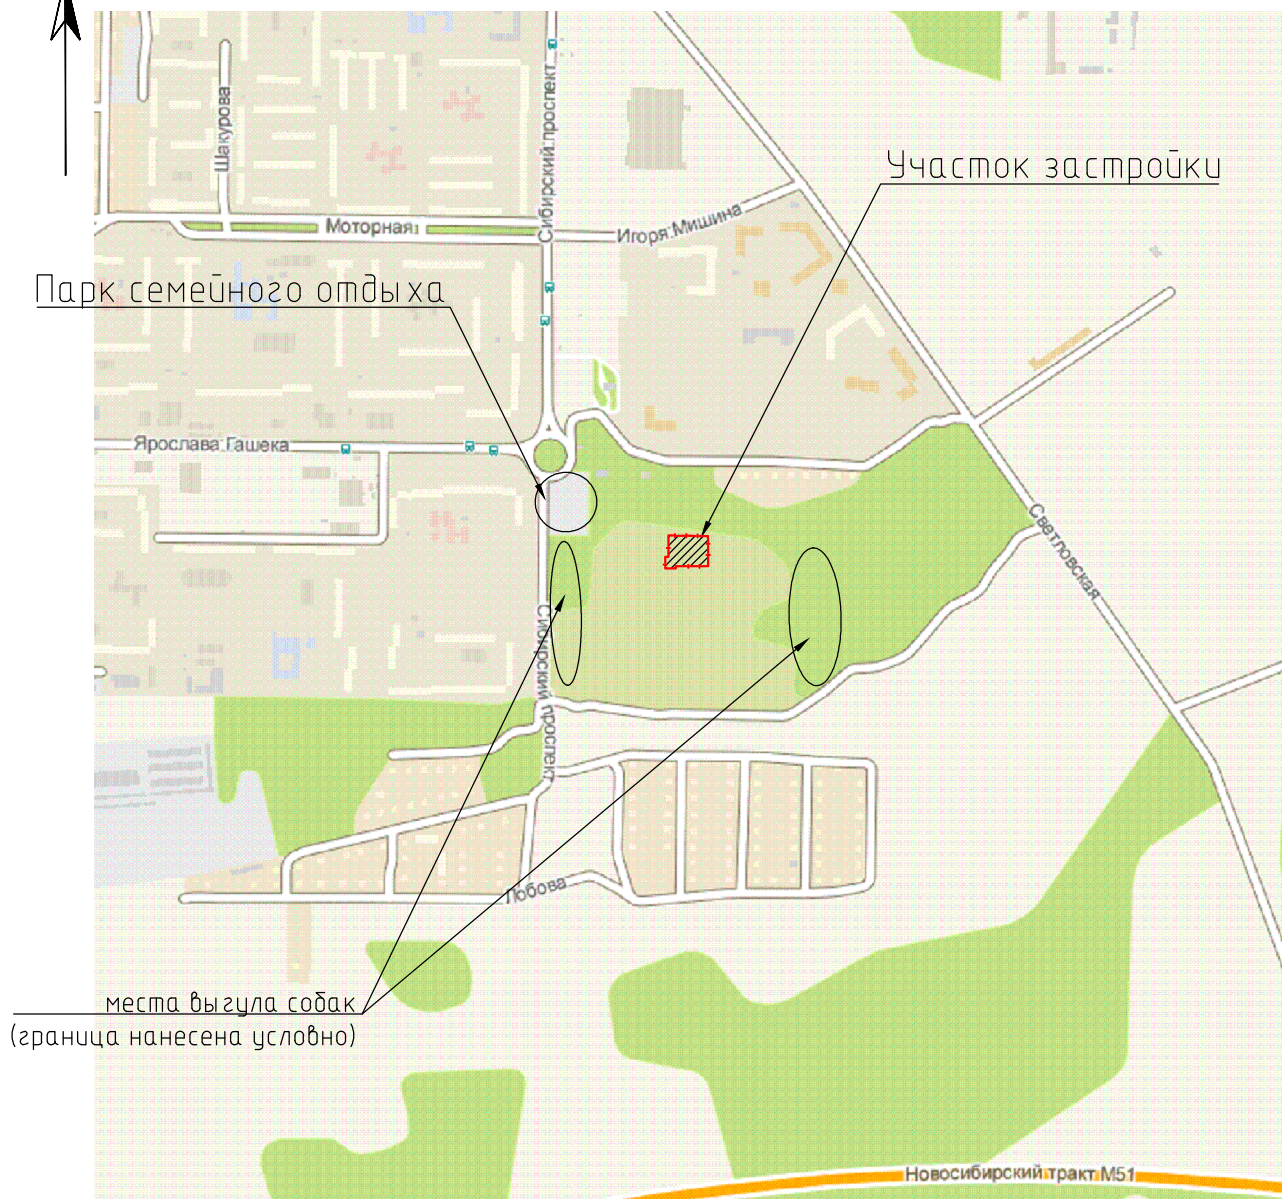 Шакурова
Сибирский проспект
Участок застройки
Моторная
Игоря Мишина
Парк семейного отдыха
Ярослава Гашека
Светловская
Сибирский проспект
Лобова
места выгула собак
(граница нанесена условно)
Новосибирский тракт М51